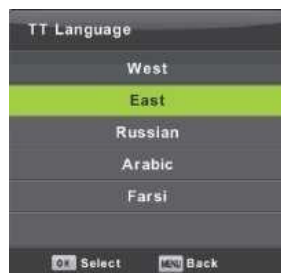 TT Language
West
East
Russian
Arabic
Farsi
OK Select MENU Back